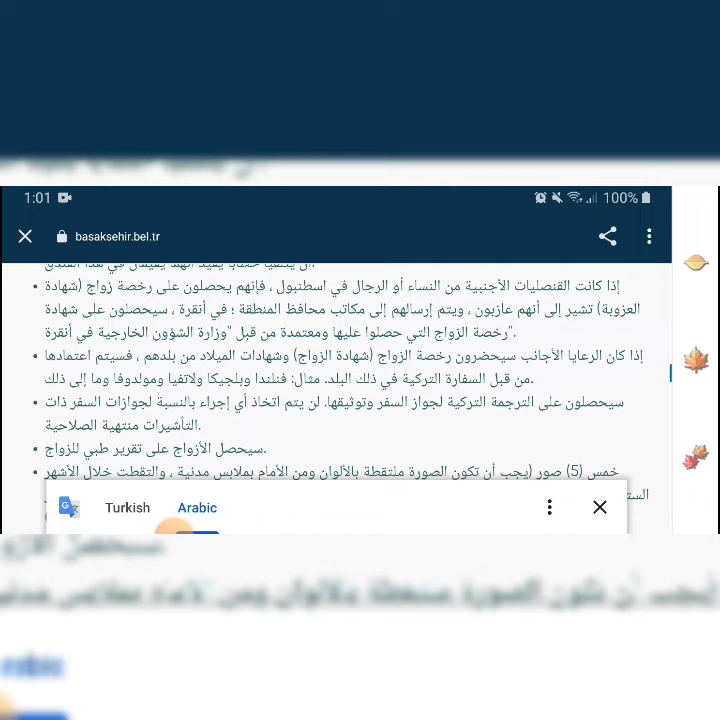 1:01
100%
basaksehir.bel.tr
إذا كانت القنصليات الأجنبية من النساء أو الرجال في اسطنبول ، فإنهم يحصلون على رخصة زواج (شهادة
العزوبة) تشير إلى أنهم عازبون ، ويتم إرسالهم إلى مكاتب محافظ المنطقة ؛ في أنقرة ، سيحصلون على شهادة
رخصة الزواج التي حصلوا عليها ومعتمدة من قبل "وزارة الشؤون الخارجية في أنقرة".
إذا كان الرعايا الأجانب سيحضرون رخصة الزواج (شهادة الزواج) وشهادات الميلاد من بلدهم ، فسيتم اعتمادها
من قبل السفارة التركية في ذلك البلد. مثال: فنلندا وبلجيكا ولاتفيا ومولدوفا وما إلى ذلك.
سيحصلون على الترجمة التركية لجواز السفر وتوثيقها. لن يتم اتخاذ أي إجراء بالنسبة لجوازات السفر ذات
التأشيرات منتهية الصلاحية.
سيحصل الأزواج على تقرير طبي للزواج.
خمس (5) صور (يجب أن تكون الصورة ملتقطة بالألوان ومن الأمام بملابس مدنية ، والتقطت خلال الأشهر
Turkish
Arabic